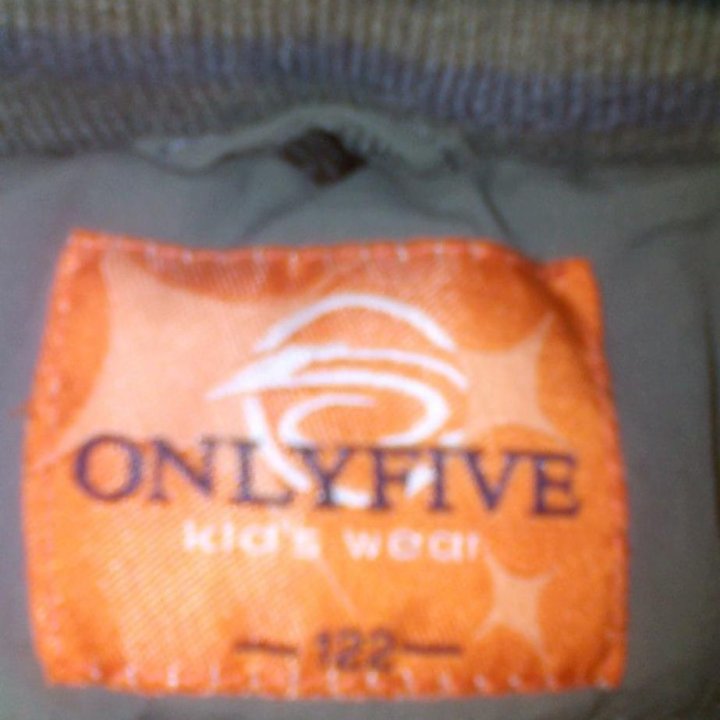 ONLYFIVE
kid's wear
— 122 —